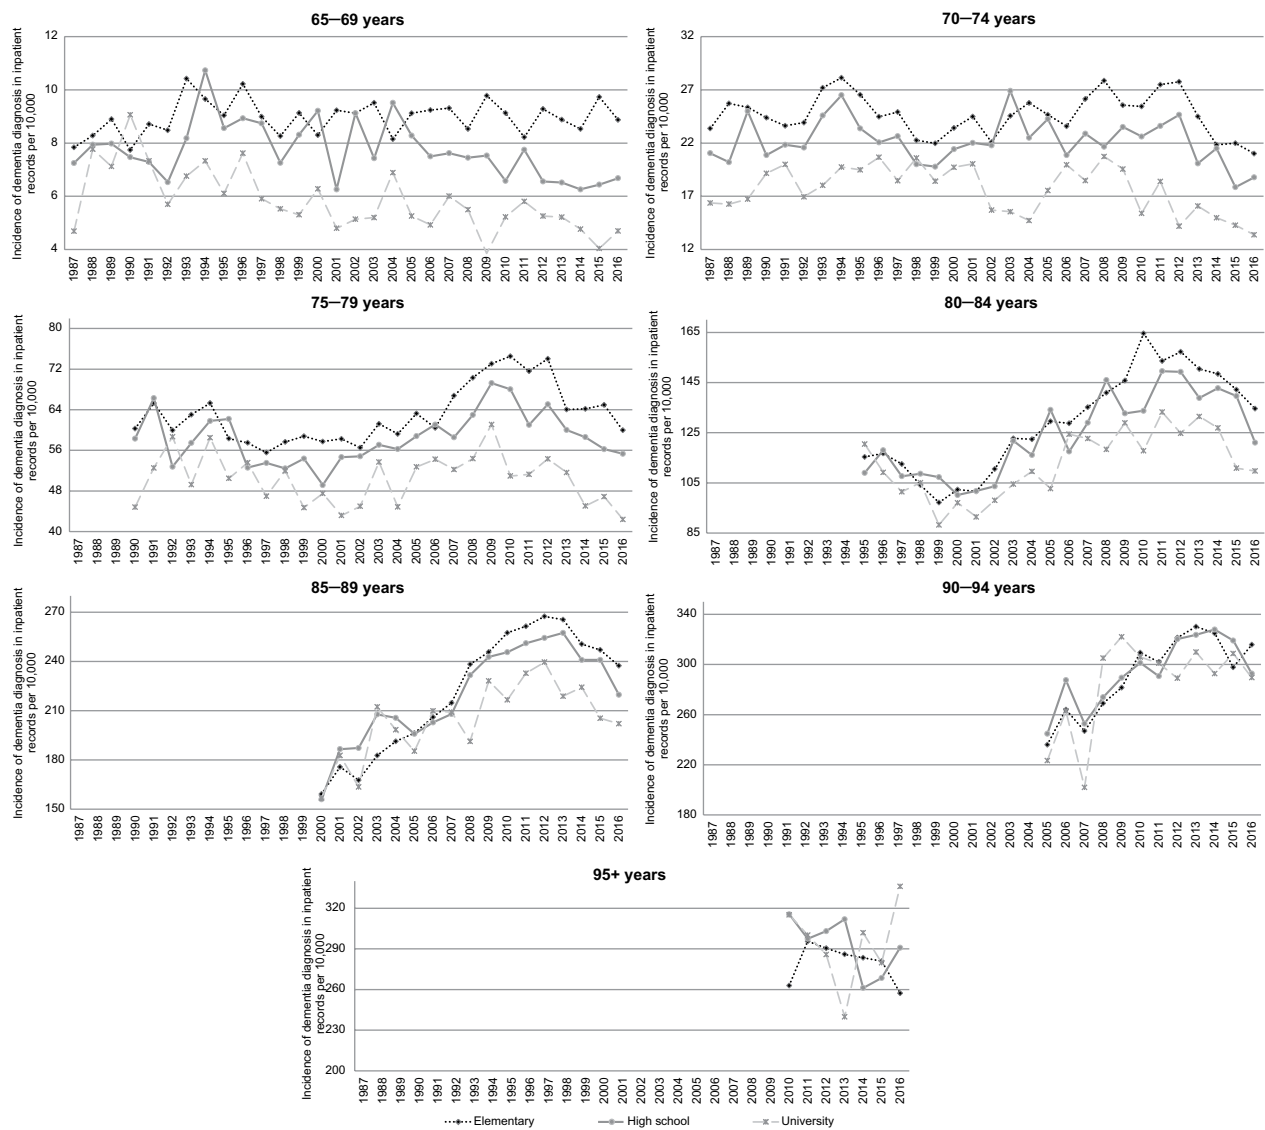 65—69 years
Incidence of dementia diagnosis in inpatient
records per 10,000
12
10
8
6
4
1987 1988 1989 1990 1991 1992 1993 1994 1995 1996 1997 1998 1999 2000 2001 2002 2003 2004 2005 2006 2007 2008 2009 2010 2011 2012 2013 2014 2015 2016
70—74 years
Incidence of dementia diagnosis in inpatient
records per 10,000
32
27
22
17
12
1987 1988 1989 1990 1991 1992 1993 1994 1995 1996 1997 1998 1999 2000 2001 2002 2003 2004 2005 2006 2007 2008 2009 2010 2011 2012 2013 2014 2015 2016
75—79 years
Incidence of dementia diagnosis in inpatient
records per 10,000
80
72
64
56
48
40
1987 1988 1989 1990 1991 1992 1993 1994 1995 1996 1997 1998 1999 2000 2001 2002 2003 2004 2005 2006 2007 2008 2009 2010 2011 2012 2013 2014 2015 2016
80—84 years
Incidence of dementia diagnosis in inpatient
records per 10,000
165
145
125
105
85
1987 1988 1989 1990 1991 1992 1993 1994 1995 1996 1997 1998 1999 2000 2001 2002 2003 2004 2005 2006 2007 2008 2009 2010 2011 2012 2013 2014 2015 2016
85—89 years
Incidence of dementia diagnosis in inpatient
records per 10,000
270
240
210
180
150
1987 1988 1989 1990 1991 1992 1993 1994 1995 1996 1997 1998 1999 2000 2001 2002 2003 2004 2005 2006 2007 2008 2009 2010 2011 2012 2013 2014 2015 2016
90—94 years
Incidence of dementia diagnosis in inpatient
records per 10,000
340
300
260
220
180
1987 1988 1989 1990 1991 1992 1993 1994 1995 1996 1997 1998 1999 2000 2001 2002 2003 2004 2005 2006 2007 2008 2009 2010 2011 2012 2013 2014 2015 2016
95+ years
Incidence of dementia diagnosis in inpatient
records per 10,000
320
290
260
230
200
1987 1988 1989 1990 1991 1992 1993 1994 1995 1996 1997 1998 1999 2000 2001 2002 2003 2004 2005 2006 2007 2008 2009 2010 2011 2012 2013 2014 2015 2016
Elementary High school University